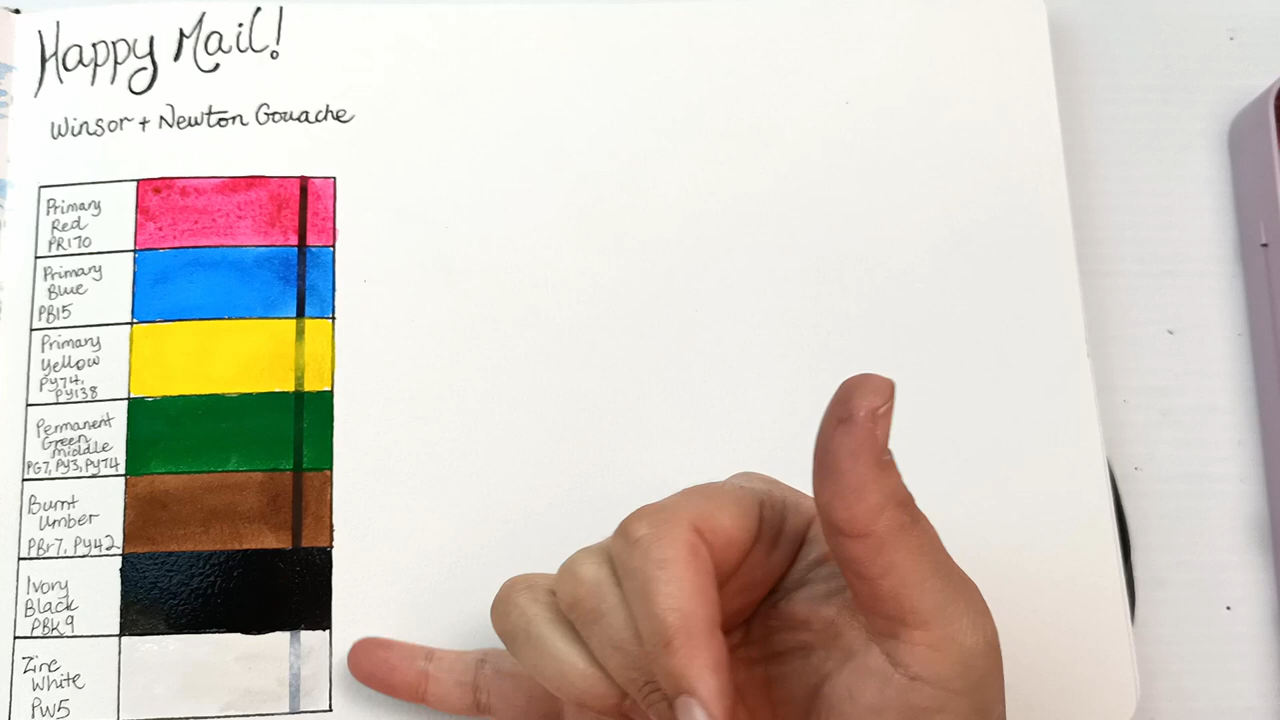 Happy Mail!
Winsor + Newton Gouache
Primary
Red
PR170
Primary
Blue
PB15
Primary
Yellow
PY74,
PY138
Permanent
Green
Middle
PG7, PY3, PY74
Burnt
Umber
PBr7, PY42
Ivory
Black
PBk9
Zinc
White
PW5